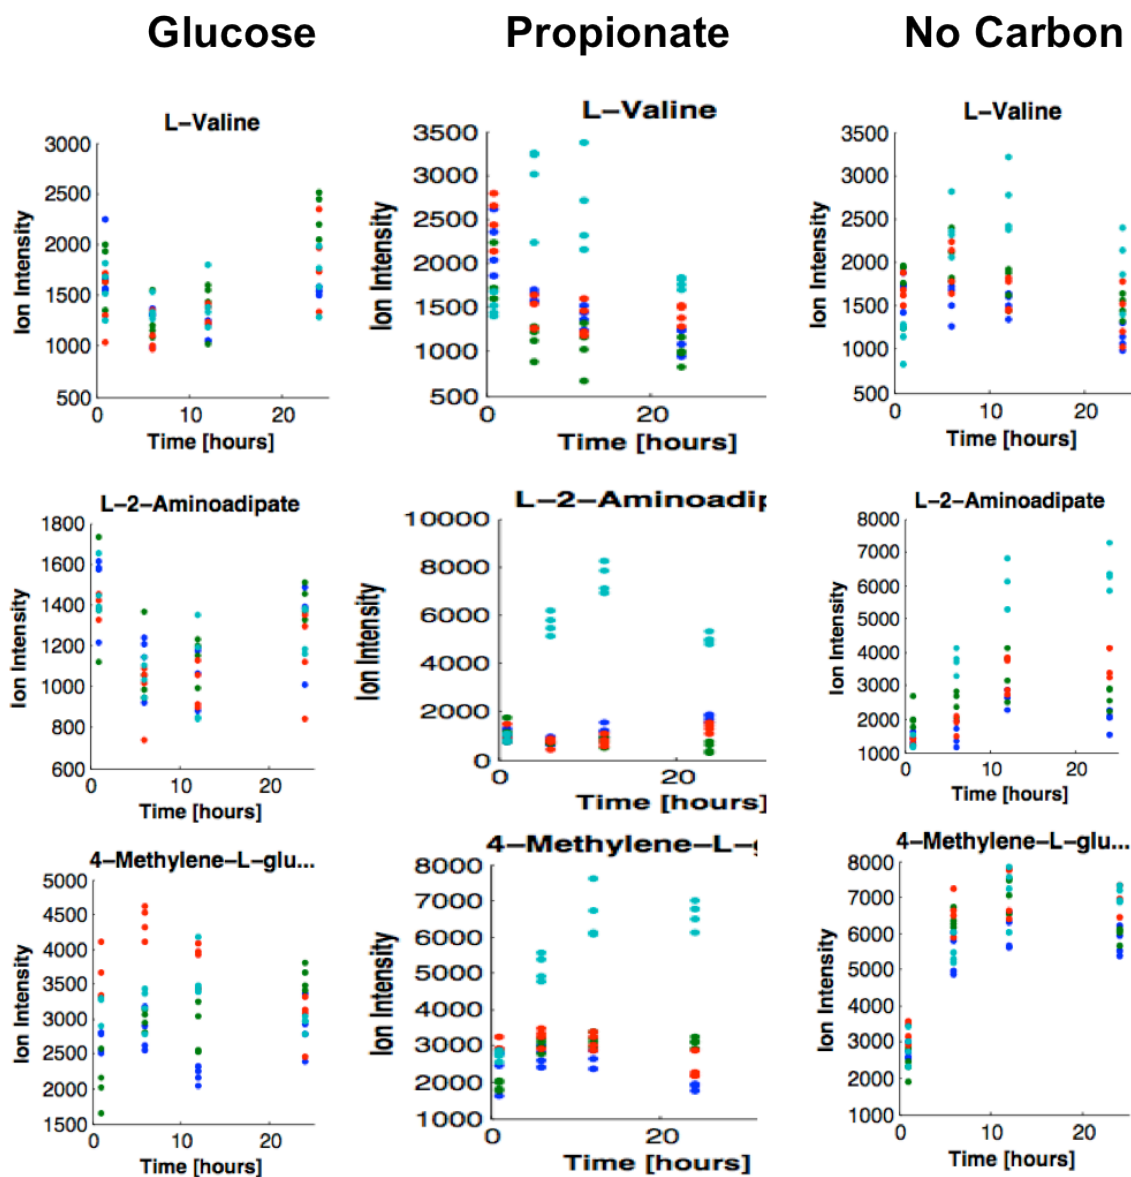 Glucose Propionate No Carbon
L–Valine L–Valine L–Valine
Ion Intensity Ion Intensity Ion Intensity
3000 3500 3500
2500 3000 3000
2000 2500 2500
1500 2000 2000
1000 1500 1500
500 1000 1000
500 500
0 20 0 20 0 10 20
Time [hours] Time [hours] Time [hours]
L–2–Aminoadipate L–2–Aminoadip L–2–Aminoadipate
Ion Intensity Ion Intensity Ion Intensity
1800 10000 8000
1600 8000 7000
1400 6000 6000
1200 4000 5000
1000 2000 4000
800 0 3000
600 2000
1000
0 10 20 0 20 0 10 20
Time [hours] Time [hours] Time [hours]
4–Methylene–L–glu... 4–Methylene–L–g 4–Methylene–L–glu...
Ion Intensity Ion Intensity Ion Intensity
5000 8000 8000
4500 7000 7000
4000 6000 6000
3500 5000 5000
3000 4000 4000
2500 3000 3000
2000 2000 2000
1500 1000 1000
0 10 20 0 20 0 10 20
Time [hours] Time [hours] Time [hours]